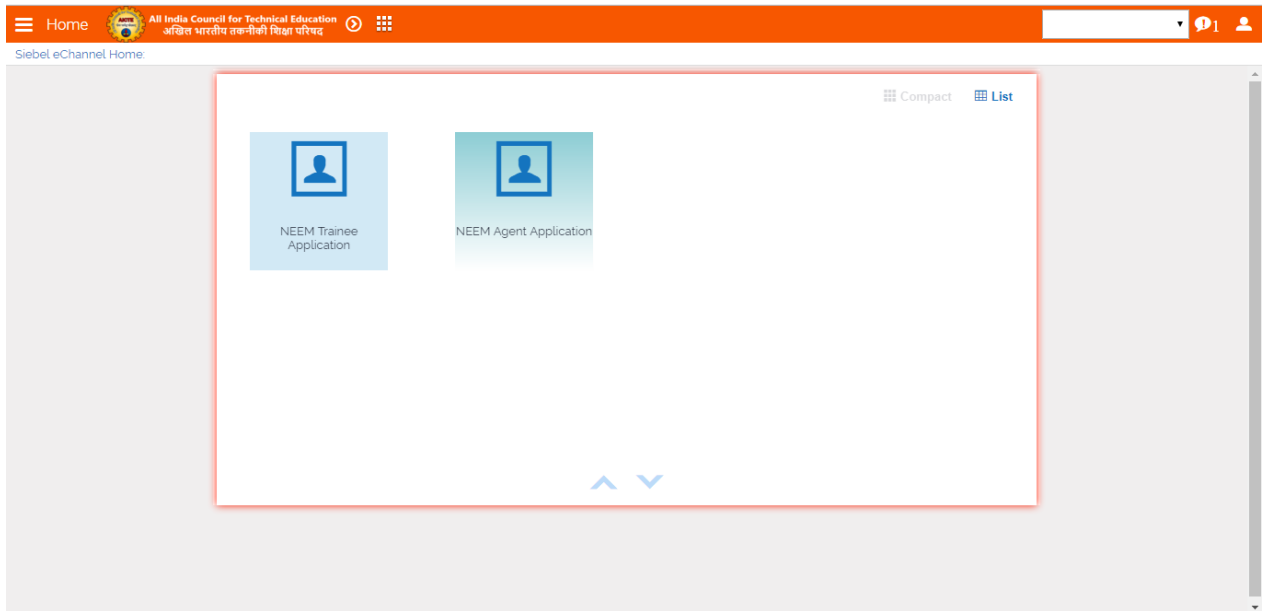 Home
All India Council for Technical Education
अखिल भारतीय तकनीकी शिक्षा परिषद
1
Siebel eChannel Home:
Compact
List
NEEM Trainee
Application
NEEM Agent Application